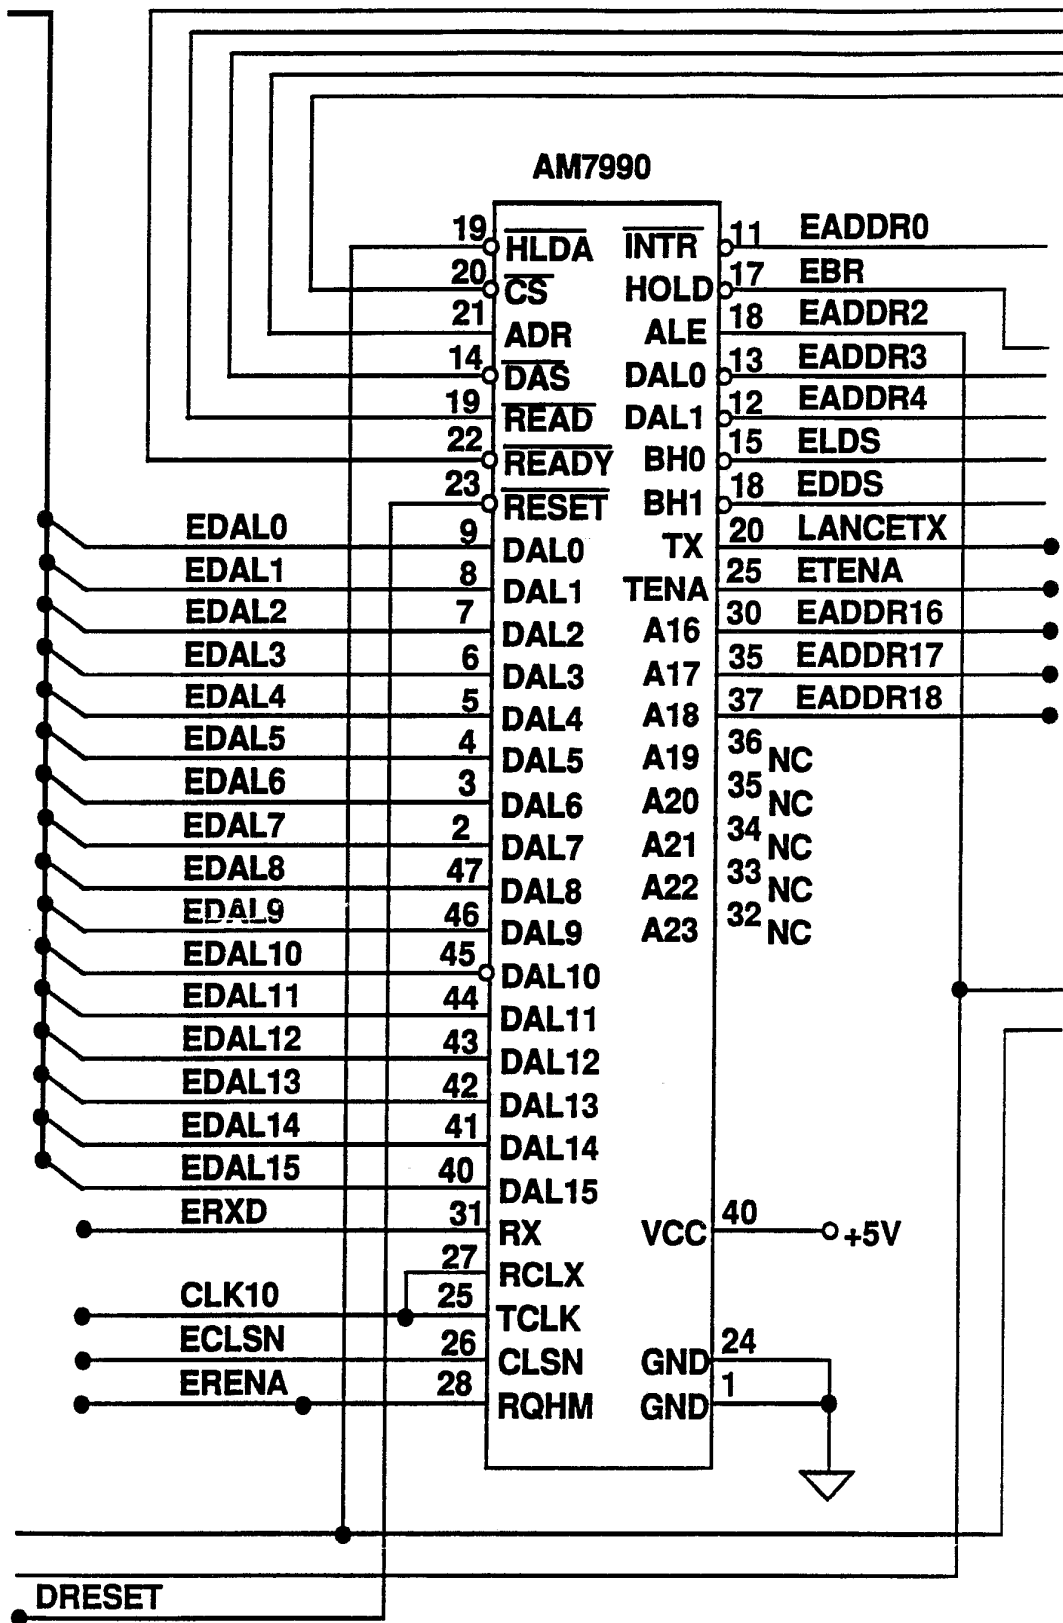 AM7990
19 HLDA INTR 11 EADDR0
20 CS HOLD 17 EBR
21 ADR ALE 18 EADDR2
14 DAS DAL0 13 EADDR3
19 READ DAL1 12 EADDR4
22 READY BH0 15 ELDS
23 RESET BH1 18 EDDS
EDAL0 9 DAL0 TX 20 LANCETX
EDAL1 8 DAL1 TENA 25 ETENA
EDAL2 7 DAL2 A16 30 EADDR16
EDAL3 6 DAL3 A17 35 EADDR17
EDAL4 5 DAL4 A18 37 EADDR18
EDAL5 4 DAL5 A19 36 NC
EDAL6 3 DAL6 A20 35 NC
EDAL7 2 DAL7 A21 34 NC
EDAL8 47 DAL8 A22 33 NC
EDAL9 46 DAL9 A23 32 NC
EDAL10 45 DAL10
EDAL11 44 DAL11
EDAL12 43 DAL12
EDAL13 42 DAL13
EDAL14 41 DAL14
EDAL15 40 DAL15
ERXD 31 RX VCC 40 +5V
27 RCLX
CLK10 25 TCLK
ECLSN 26 CLSN GND 24
ERENA 28 RQHM GND 1
DRESET